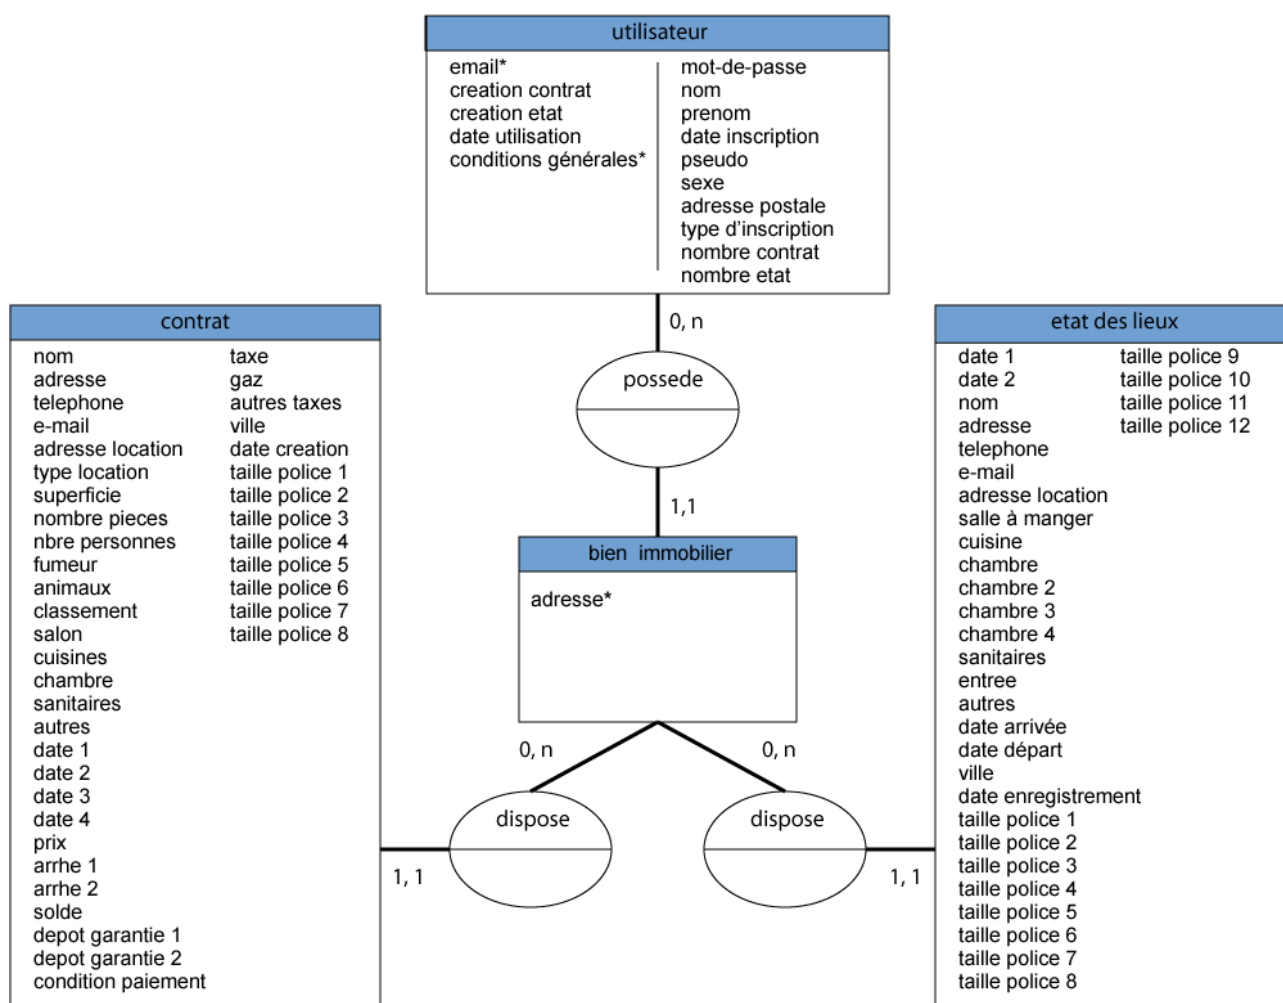 utilisateur
email*
creation contrat
creation etat
date utilisation
conditions générales*
mot-de-passe
nom
prenom
date inscription
pseudo
sexe
adresse postale
type d'inscription
nombre contrat
nombre etat
0, n
possede
1,1
contrat
nom
adresse
telephone
e-mail
adresse location
type location
superficie
nombre pieces
nbre personnes
fumeur
animaux
classement
salon
cuisines
chambre
sanitaires
autres
date 1
date 2
date 3
date 4
prix
arrhe 1
arrhe 2
solde
depot garantie 1
depot garantie 2
condition paiement
taxe
gaz
autres taxes
ville
date creation
taille police 1
taille police 2
taille police 3
taille police 4
taille police 5
taille police 6
taille police 7
taille police 8
bien immobilier
adresse*
0, n
0, n
dispose
dispose
1, 1
1, 1
etat des lieux
date 1
date 2
nom
adresse
telephone
e-mail
adresse location
salle à manger
cuisine
chambre
chambre 2
chambre 3
chambre 4
sanitaires
entree
autres
date arrivée
date départ
ville
date enregistrement
taille police 1
taille police 2
taille police 3
taille police 4
taille police 5
taille police 6
taille police 7
taille police 8
taille police 9
taille police 10
taille police 11
taille police 12